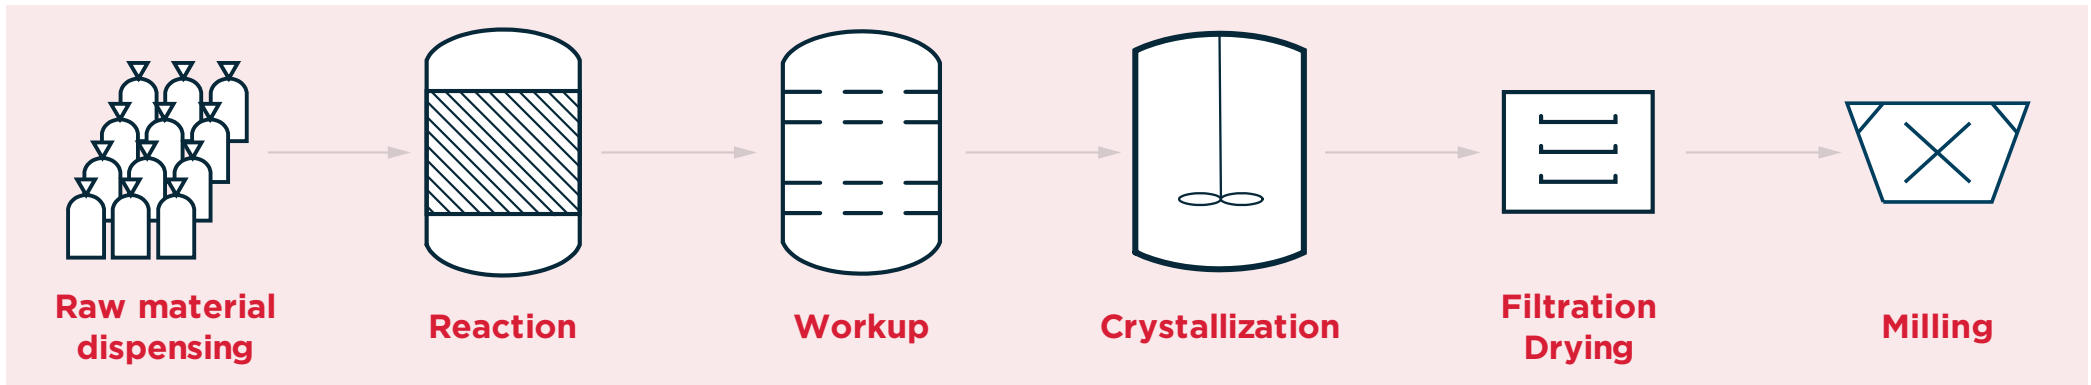 Raw material
dispensing
Reaction
Workup
Crystallization
Filtration
Drying
Milling